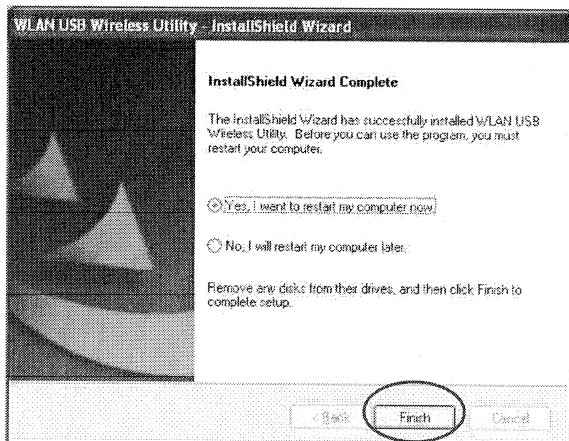 WLAN USB Wireless Utility - InstallShield Wizard
InstallShield Wizard Complete
The InstallShield Wizard has successfully installed WLAN USB
Wireless Utility. Before you can use the program, you must
restart your computer.
Yes, I want to restart my computer now.
No, I will restart my computer later.
Remove any disks from their drives, and then click Finish to
complete setup.
< Back Finish Cancel